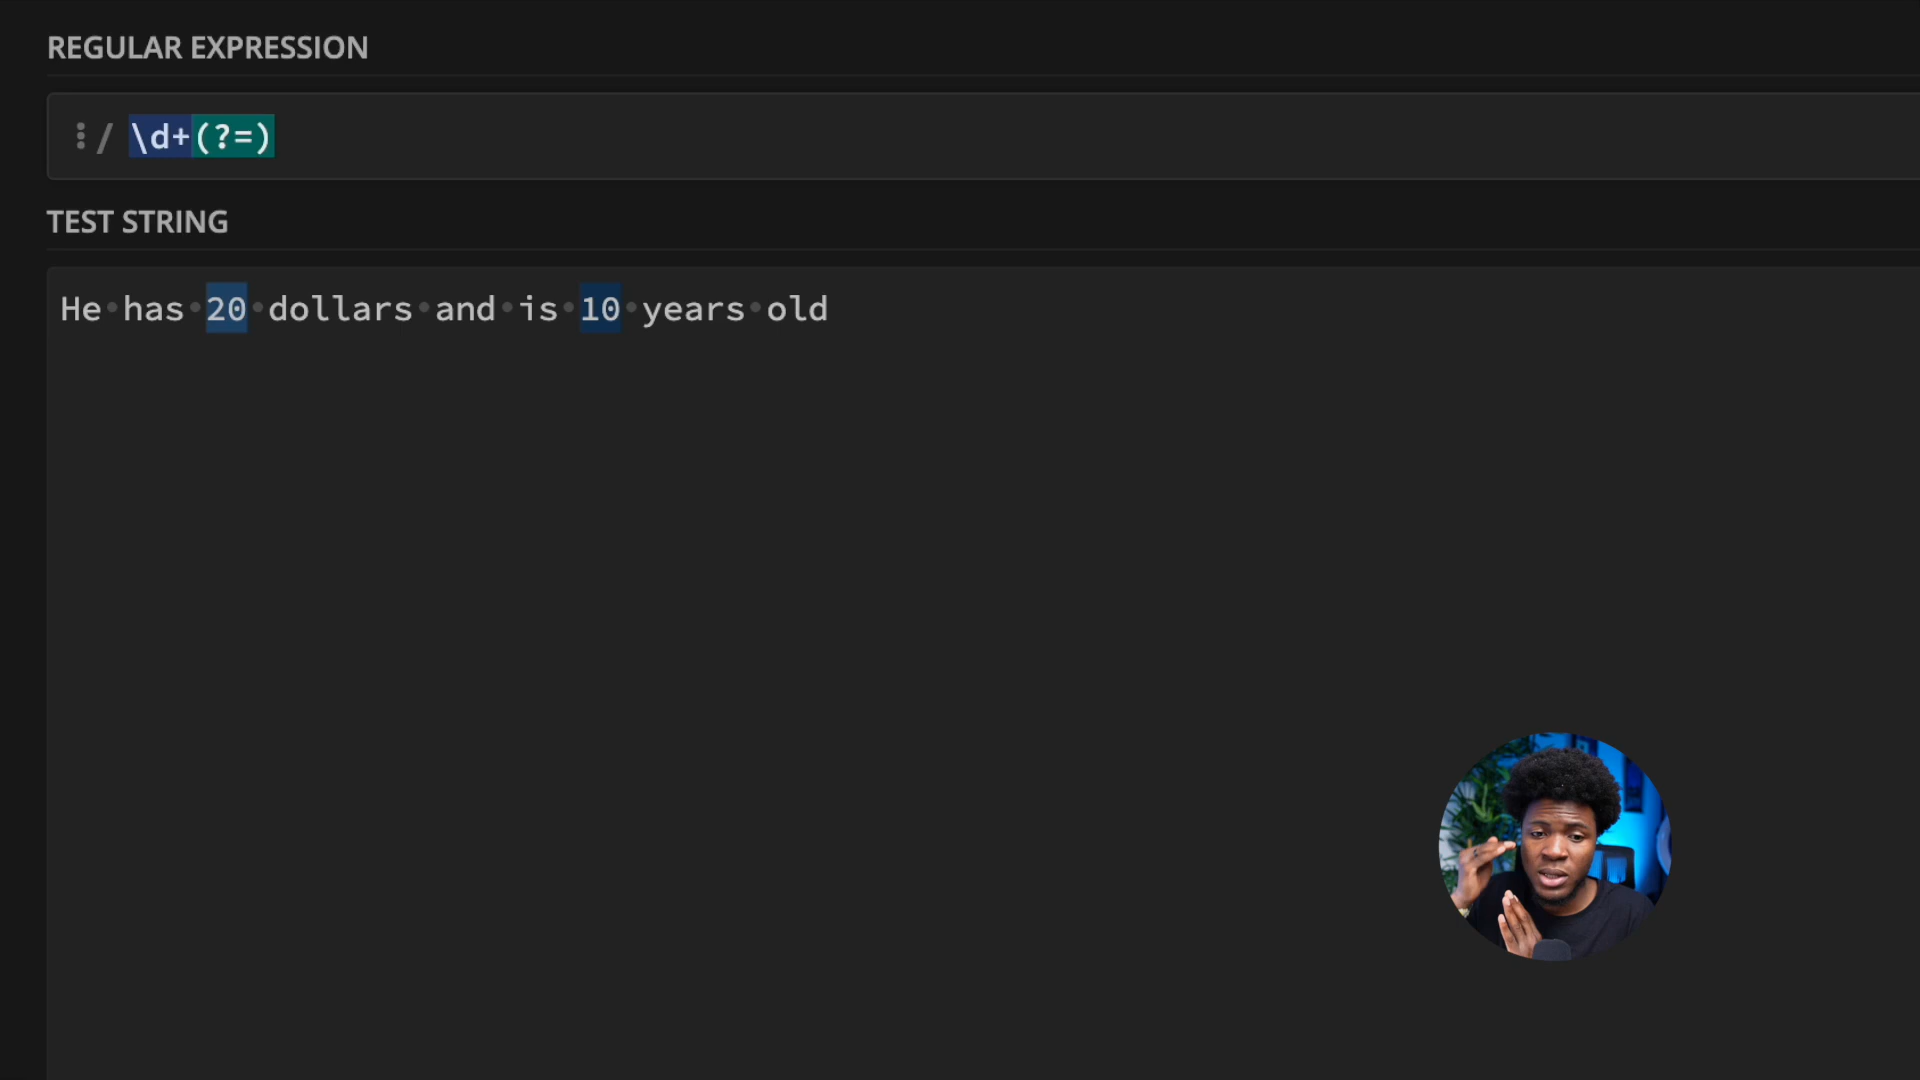 REGULAR EXPRESSION
/ \d+(?=)
TEST STRING
He·has·20·dollars·and·is·10·years·old